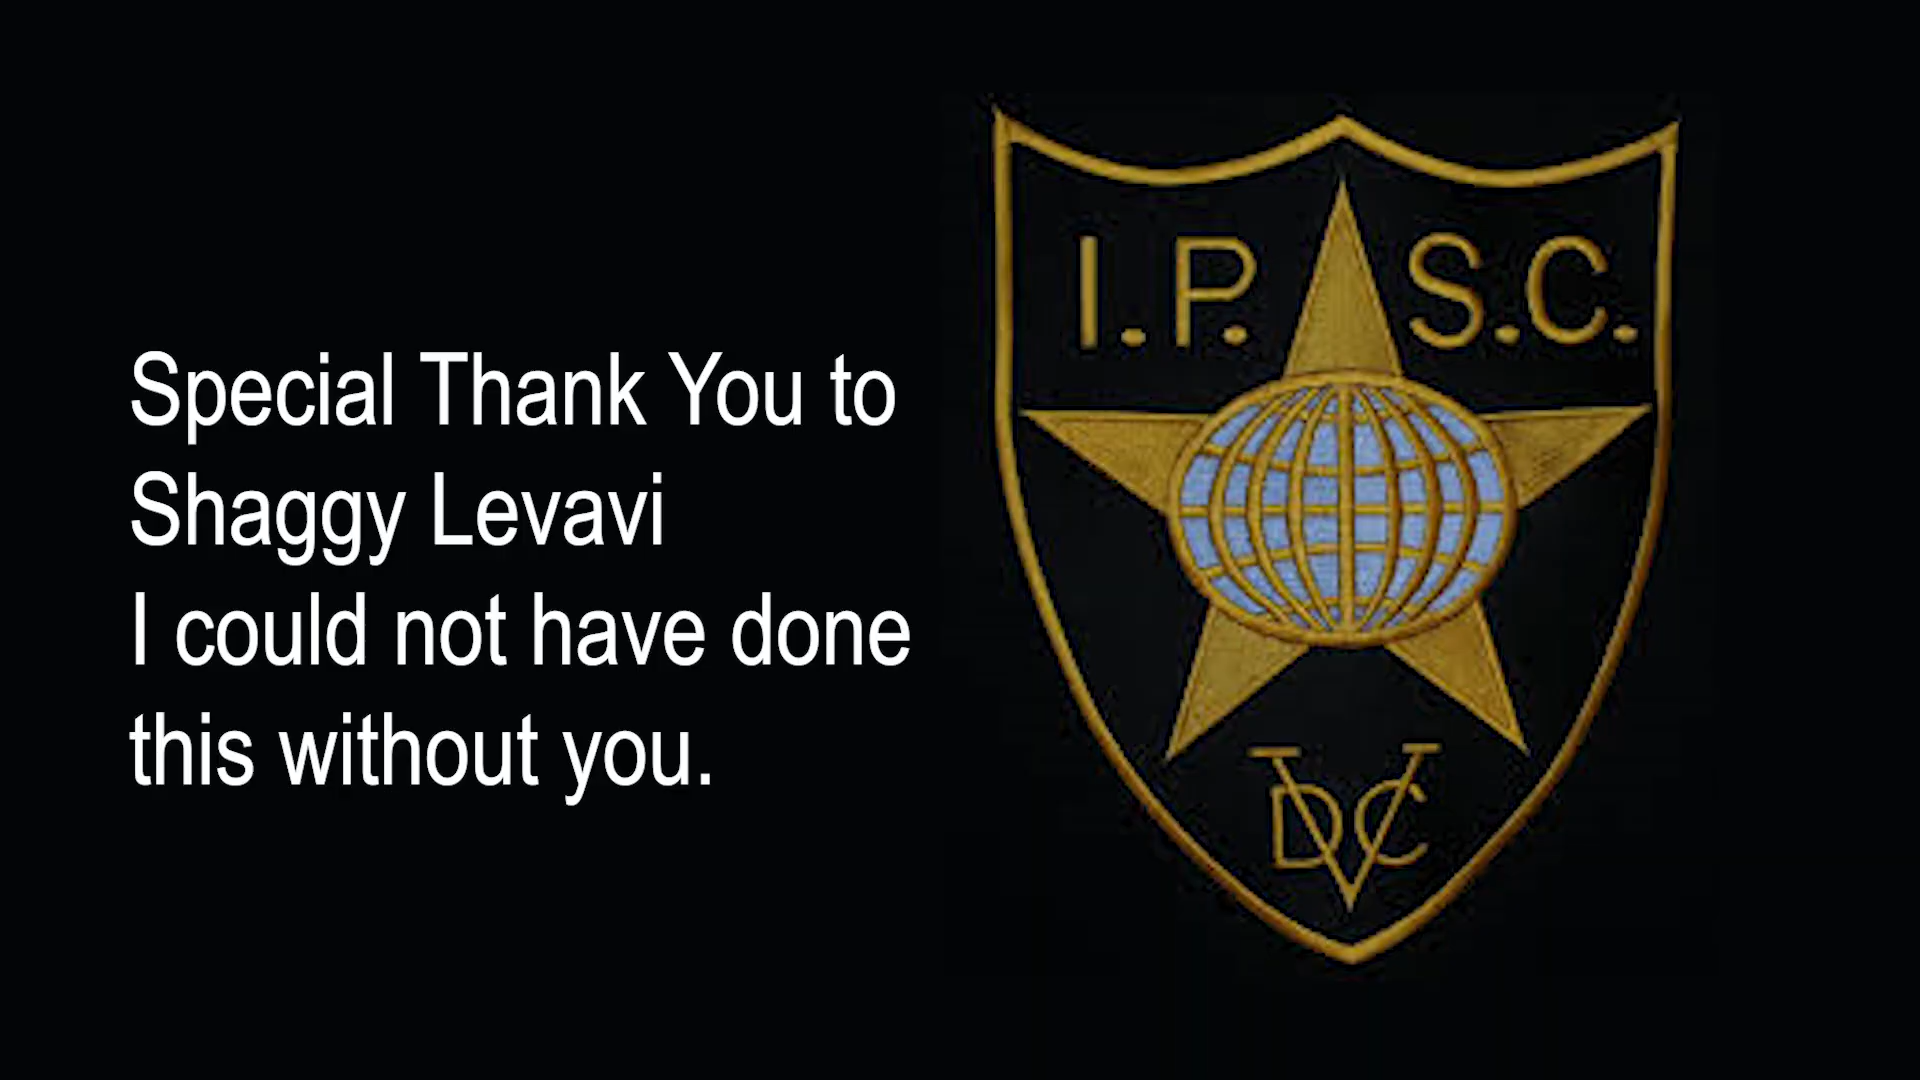 Special Thank You to
Shaggy Levavi
I could not have done
this without you.
I.P.S.C.
DVC